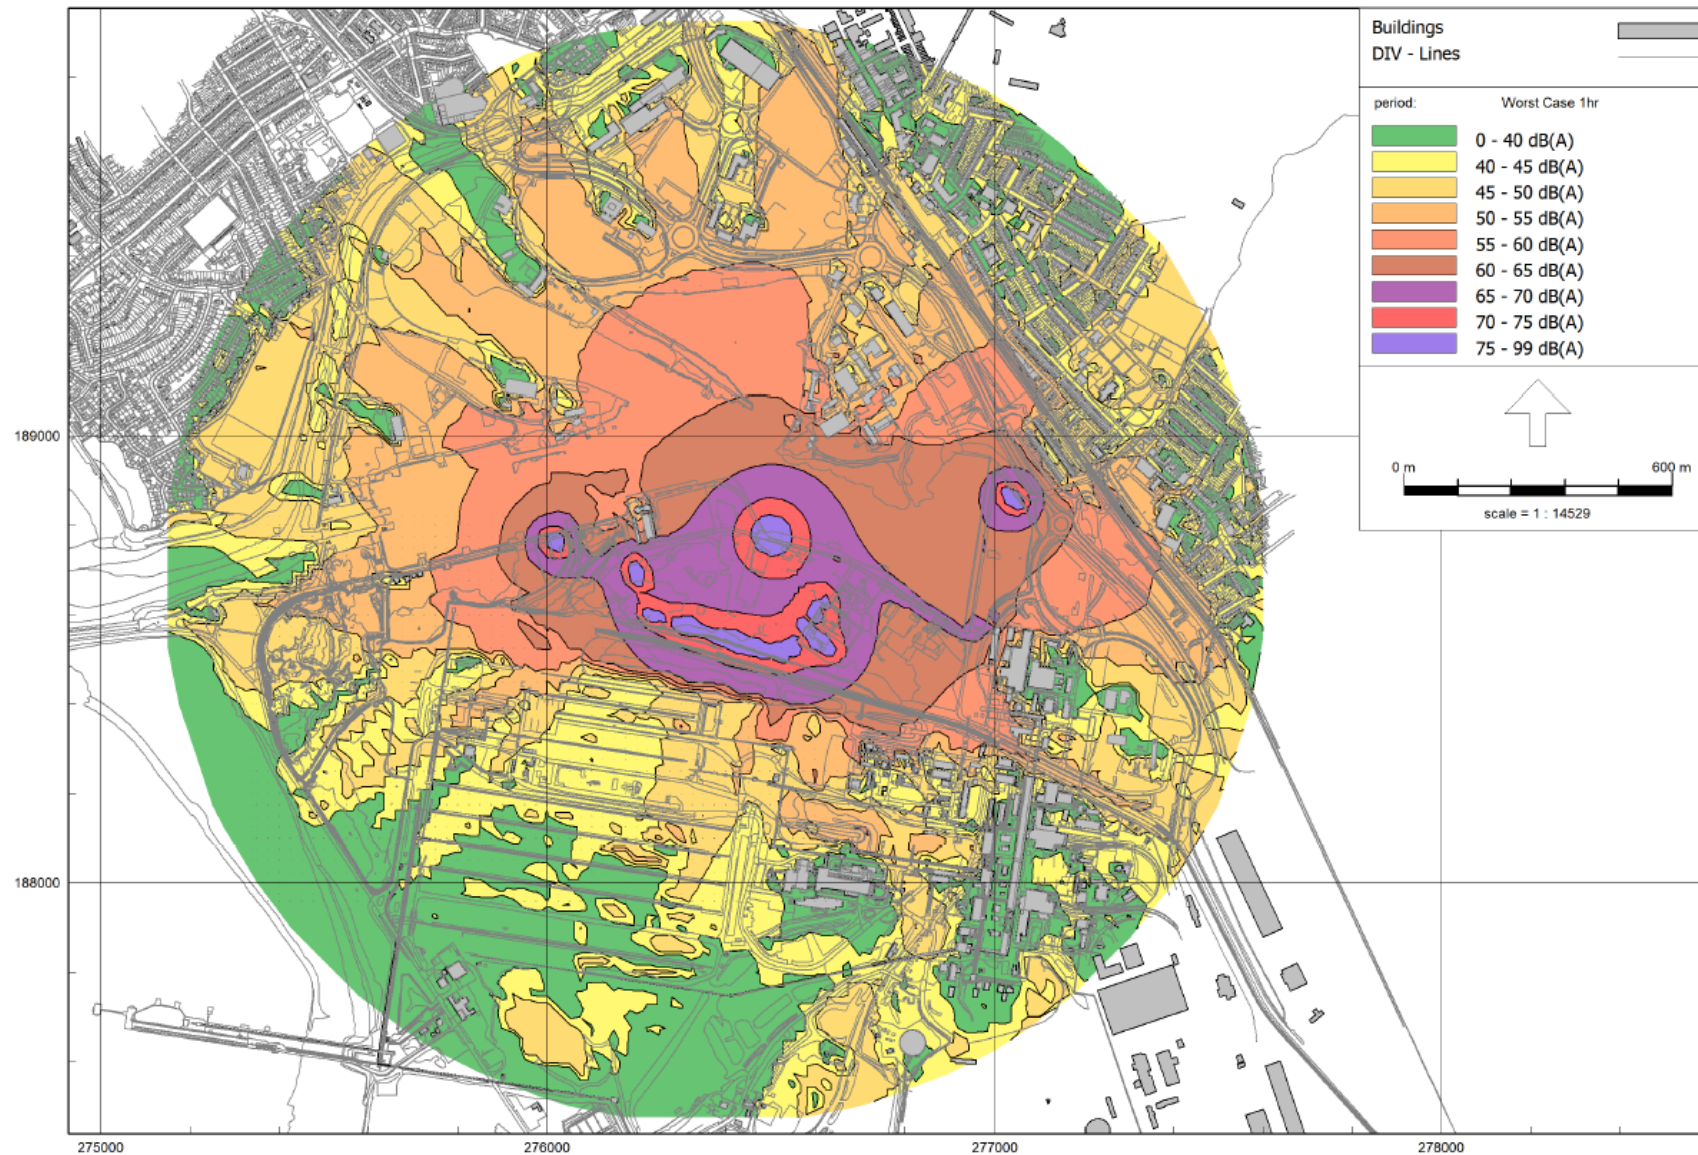 Buildings
DIV - Lines
period: Worst Case 1hr
0 - 40 dB(A)
40 - 45 dB(A)
45 - 50 dB(A)
50 - 55 dB(A)
55 - 60 dB(A)
60 - 65 dB(A)
65 - 70 dB(A)
70 - 75 dB(A)
75 - 99 dB(A)
0 m 600 m
scale = 1 : 14529
189000
188000
275000 276000 277000 278000